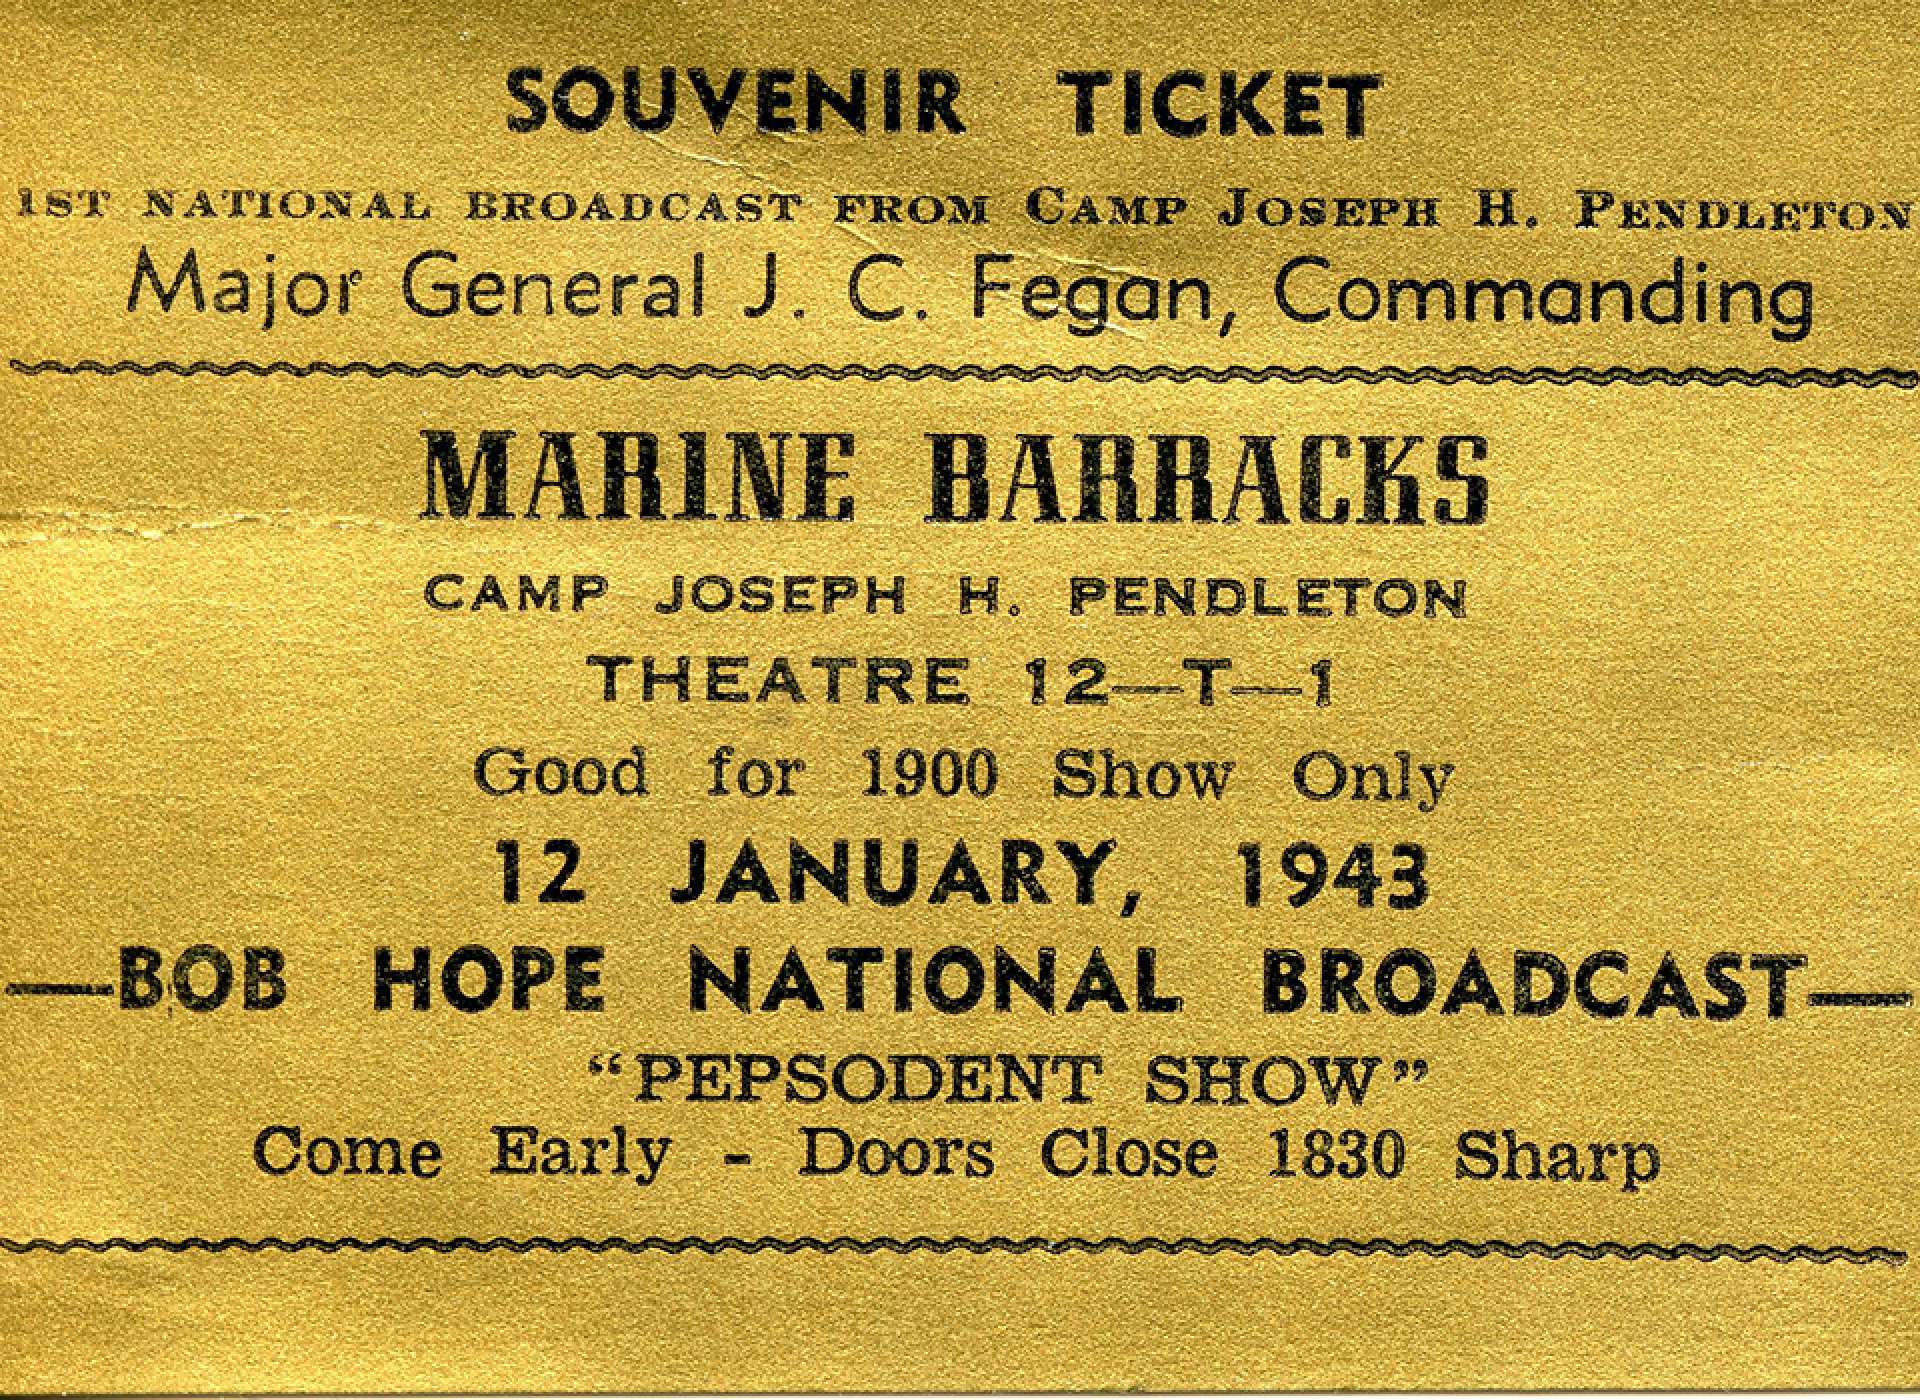 SOUVENIR TICKET
1ST NATIONAL BROADCAST FROM CAMP JOSEPH H. PENDLETON
Major General J. C. Fegan, Commanding
MARINE BARRACKS
CAMP JOSEPH H. PENDLETON
THEATRE 12—T—1
Good for 1900 Show Only
12 JANUARY, 1943
—BOB HOPE NATIONAL BROADCAST—
“PEPSODENT SHOW”
Come Early - Doors Close 1830 Sharp